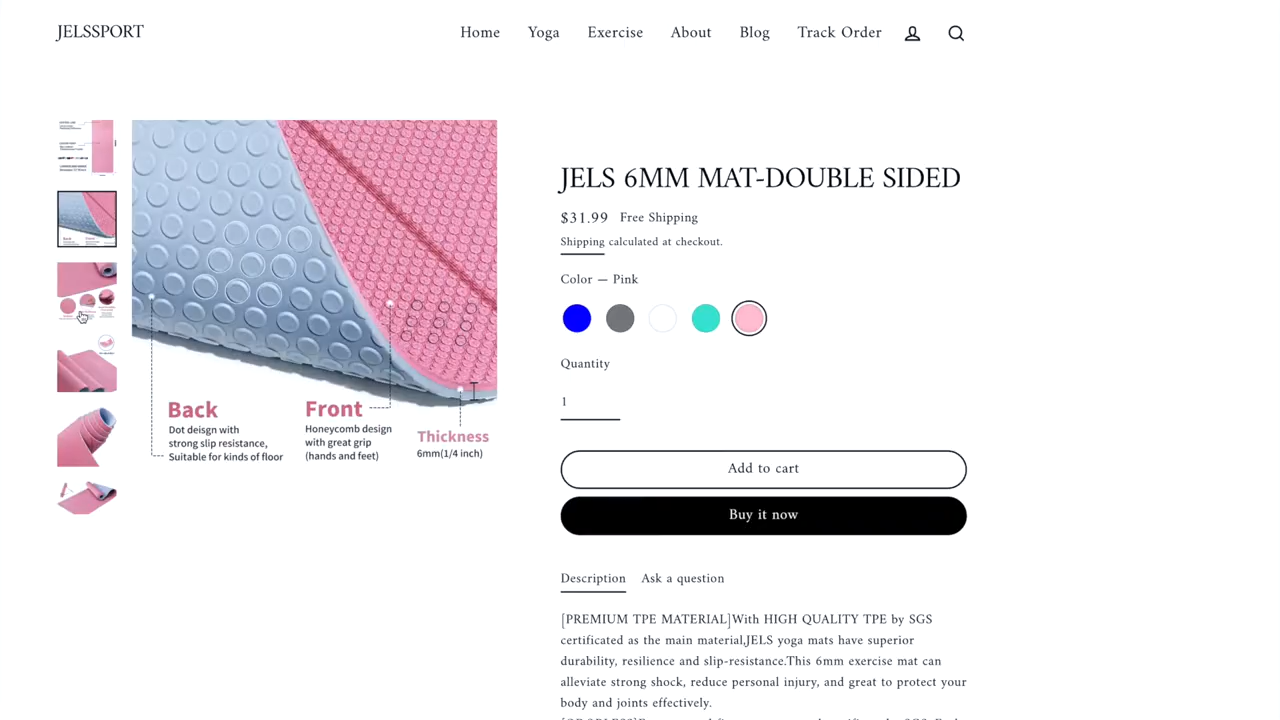 JELSSPORT
Home Yoga Exercise About Blog Track Order
JELS 6MM MAT-DOUBLE SIDED
$31.99 Free Shipping
Shipping calculated at checkout.
Color — Pink
Quantity
1
Add to cart
Buy it now
Description Ask a question
[PREMIUM TPE MATERIAL]With HIGH QUALITY TPE by SGS
certificated as the main material,JELS yoga mats have superior
durability, resilience and slip-resistance.This 6mm exercise mat can
alleviate strong shock, reduce personal injury, and great to protect your
body and joints effectively.
Back
Dot deisgn with
strong slip resistance,
Suitable for kinds of floor
Front
Honeycomb design
with great grip
(hands and feet)
Thickness
6mm(1/4 inch)